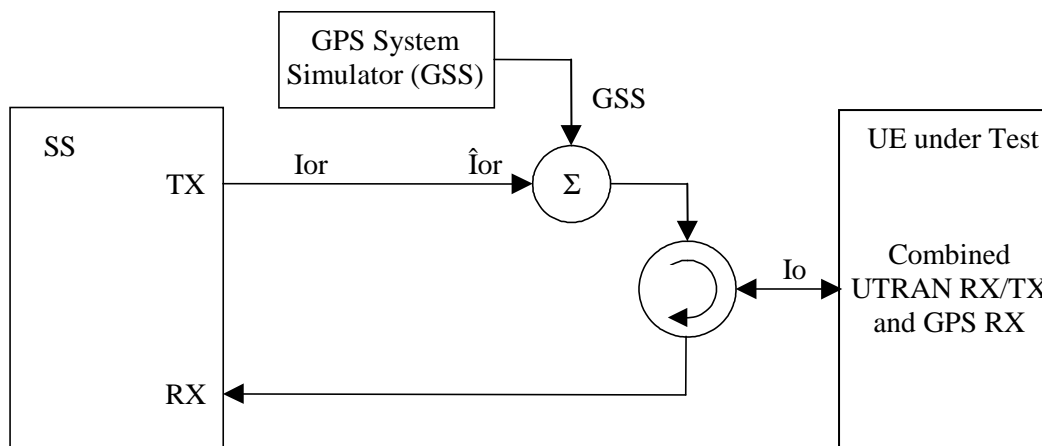 GPS System
Simulator (GSS)
GSS
SS
UE under Test
TX
Ior
Îor
Σ
Combined
UTRAN RX/TX
and GPS RX
Io
RX